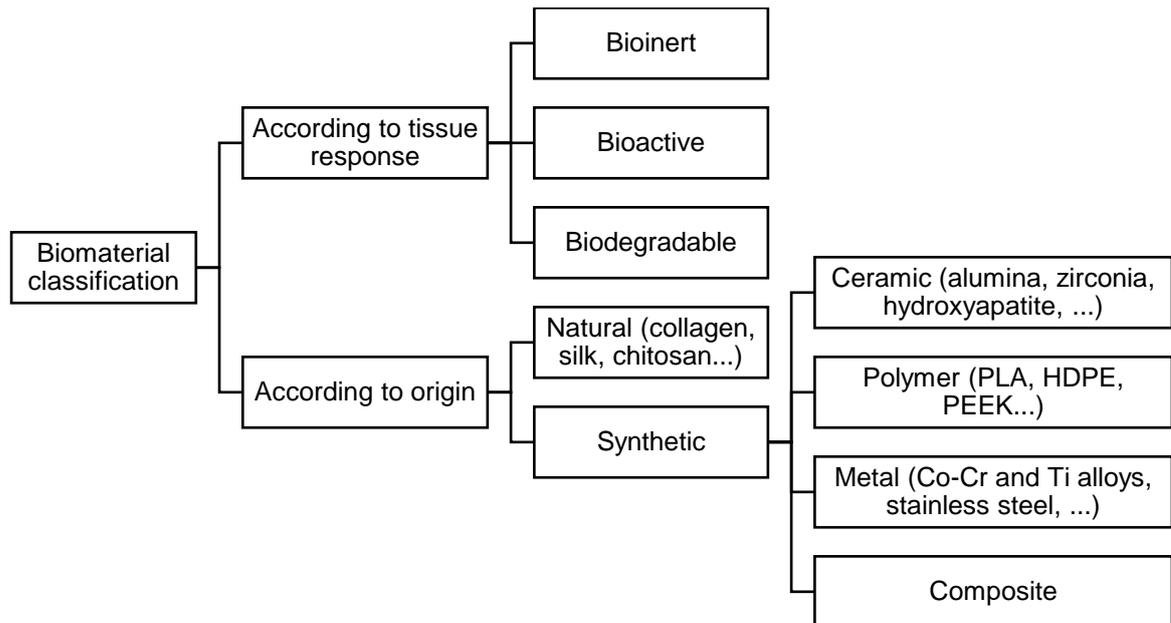 Biomaterial
classification
According to tissue
response
Bioinert
Bioactive
Biodegradable
According to origin
Natural (collagen,
silk, chitosan...)
Synthetic
Ceramic (alumina, zirconia,
hydroxyapatite, ...)
Polymer (PLA, HDPE,
PEEK...)
Metal (Co-Cr and Ti alloys,
stainless steel, ...)
Composite